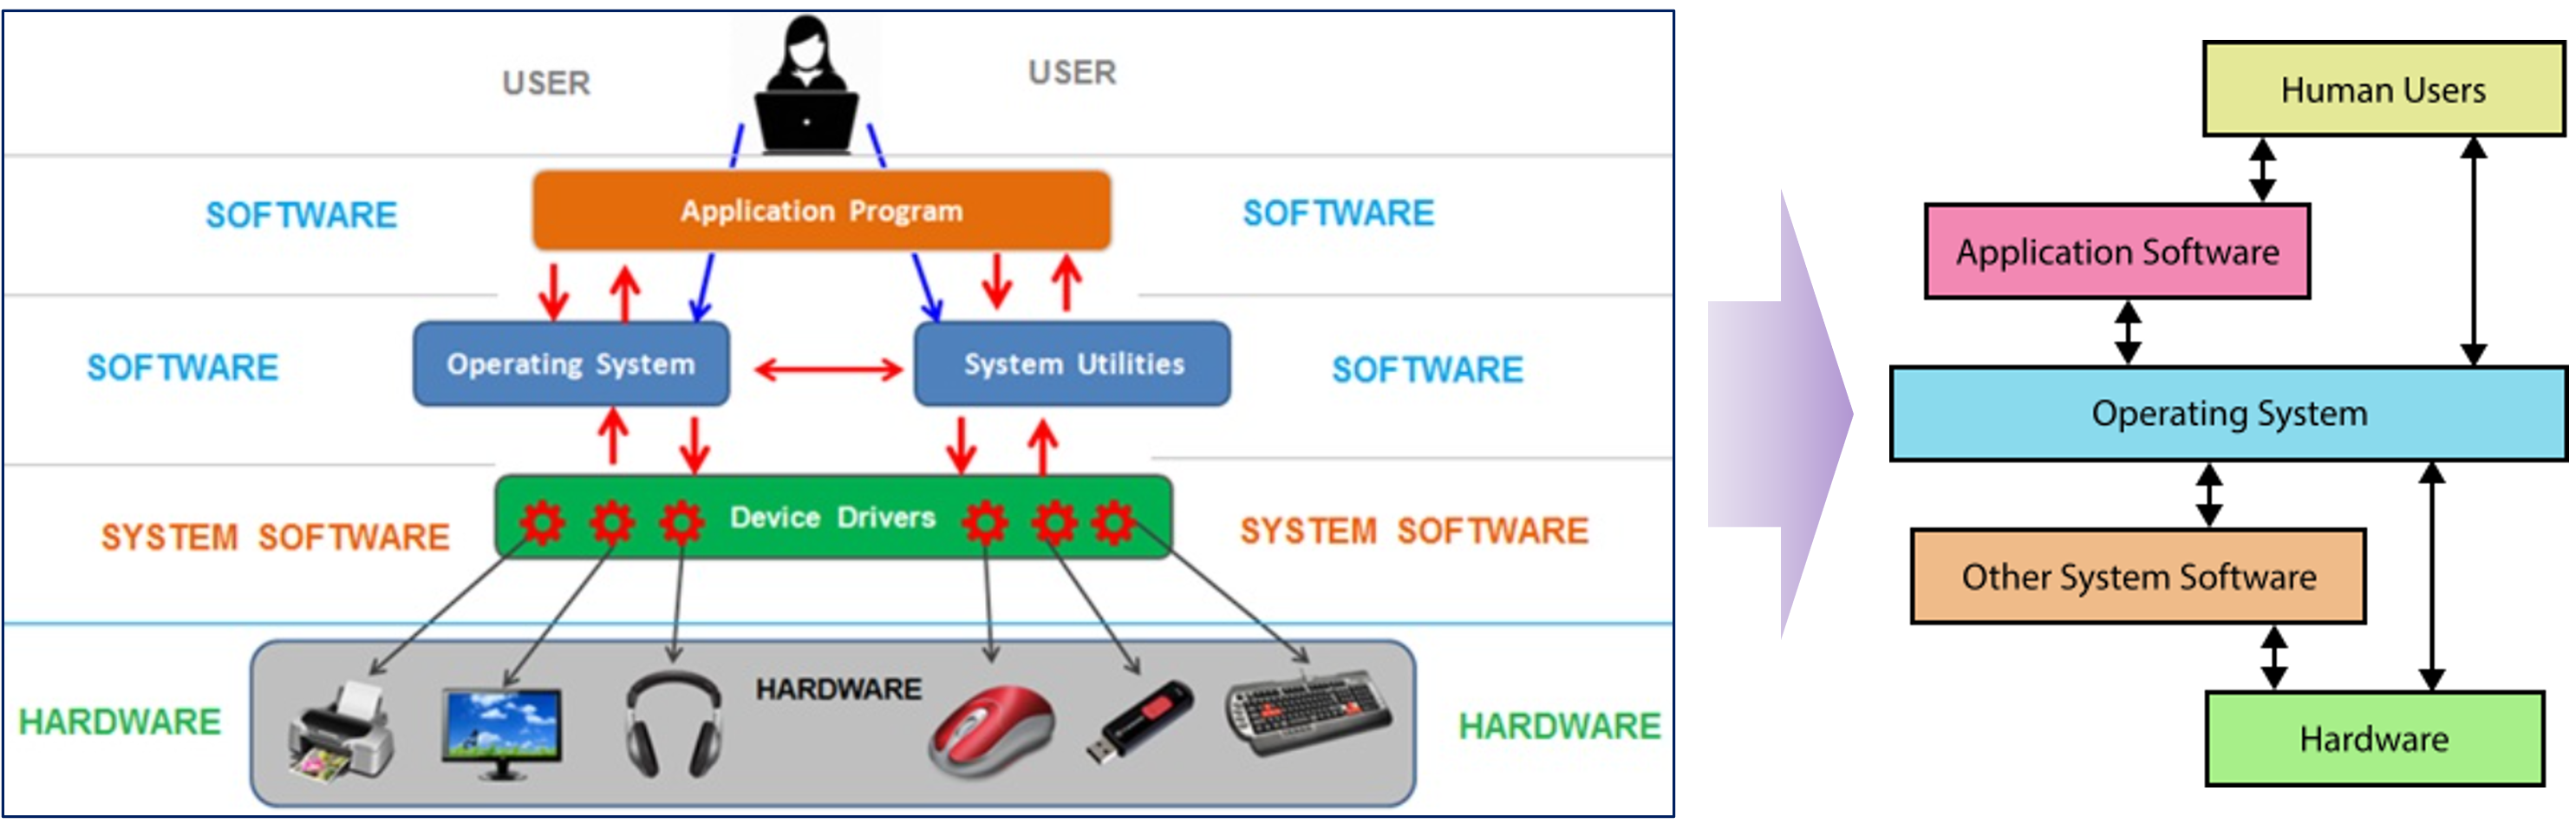 USER
USER
SOFTWARE
Application Program
SOFTWARE
SOFTWARE
Operating System
System Utilities
SOFTWARE
SYSTEM SOFTWARE
Device Drivers
SYSTEM SOFTWARE
HARDWARE
HARDWARE
HARDWARE
Human Users
Application Software
Operating System
Other System Software
Hardware